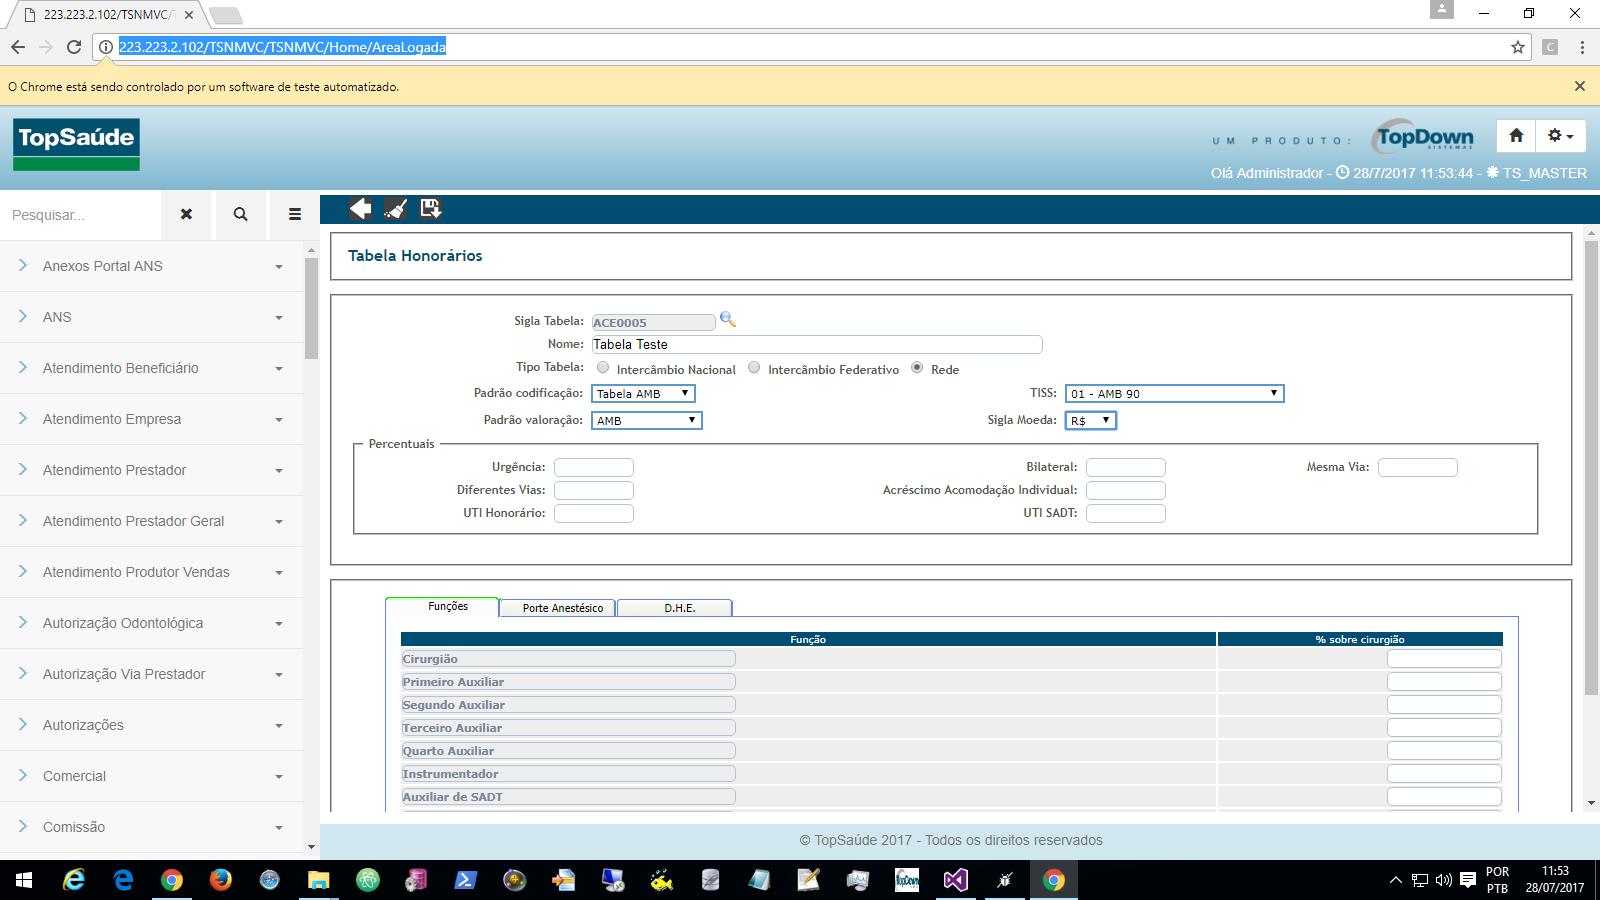 223.223.2.102/TSNMVC/T
223.223.2.102/TSNMVC/TSNMVC/Home/AreaLogada
C
O Chrome está sendo controlado por um software de teste automatizado.
TopSaúde
UM PRODUTO:
TopDown
SISTEMAS
Olá Administrador - 28/7/2017 11:53:44 - TS_MASTER
Pesquisar...
Anexos Portal ANS
ANS
Atendimento Beneficiário
Atendimento Empresa
Atendimento Prestador
Atendimento Prestador Geral
Atendimento Produtor Vendas
Autorização Odontológica
Autorização Via Prestador
Autorizações
Comercial
Comissão
Tabela Honorários
Sigla Tabela: ACE0005
Nome: Tabela Teste
Tipo Tabela: Intercâmbio Nacional Intercâmbio Federativo Rede
Padrão codificação: Tabela AMB TISS: 01 - AMB 90
Padrão valoração: AMB Sigla Moeda: R$
Percentuais
Urgência: Bilateral: Mesma Via:
Diferentes Vias: Acréscimo Acomodação Individual:
UTI Honorário: UTI SADT:
Funções Porte Anestésico D.H.E.
Função % sobre cirurgião
Cirurgião
Primeiro Auxiliar
Segundo Auxiliar
Terceiro Auxiliar
Quarto Auxiliar
Instrumentador
Auxiliar de SADT
© TopSaúde 2017 - Todos os direitos reservados
TopDown
POR
PTB
11:53
28/07/2017